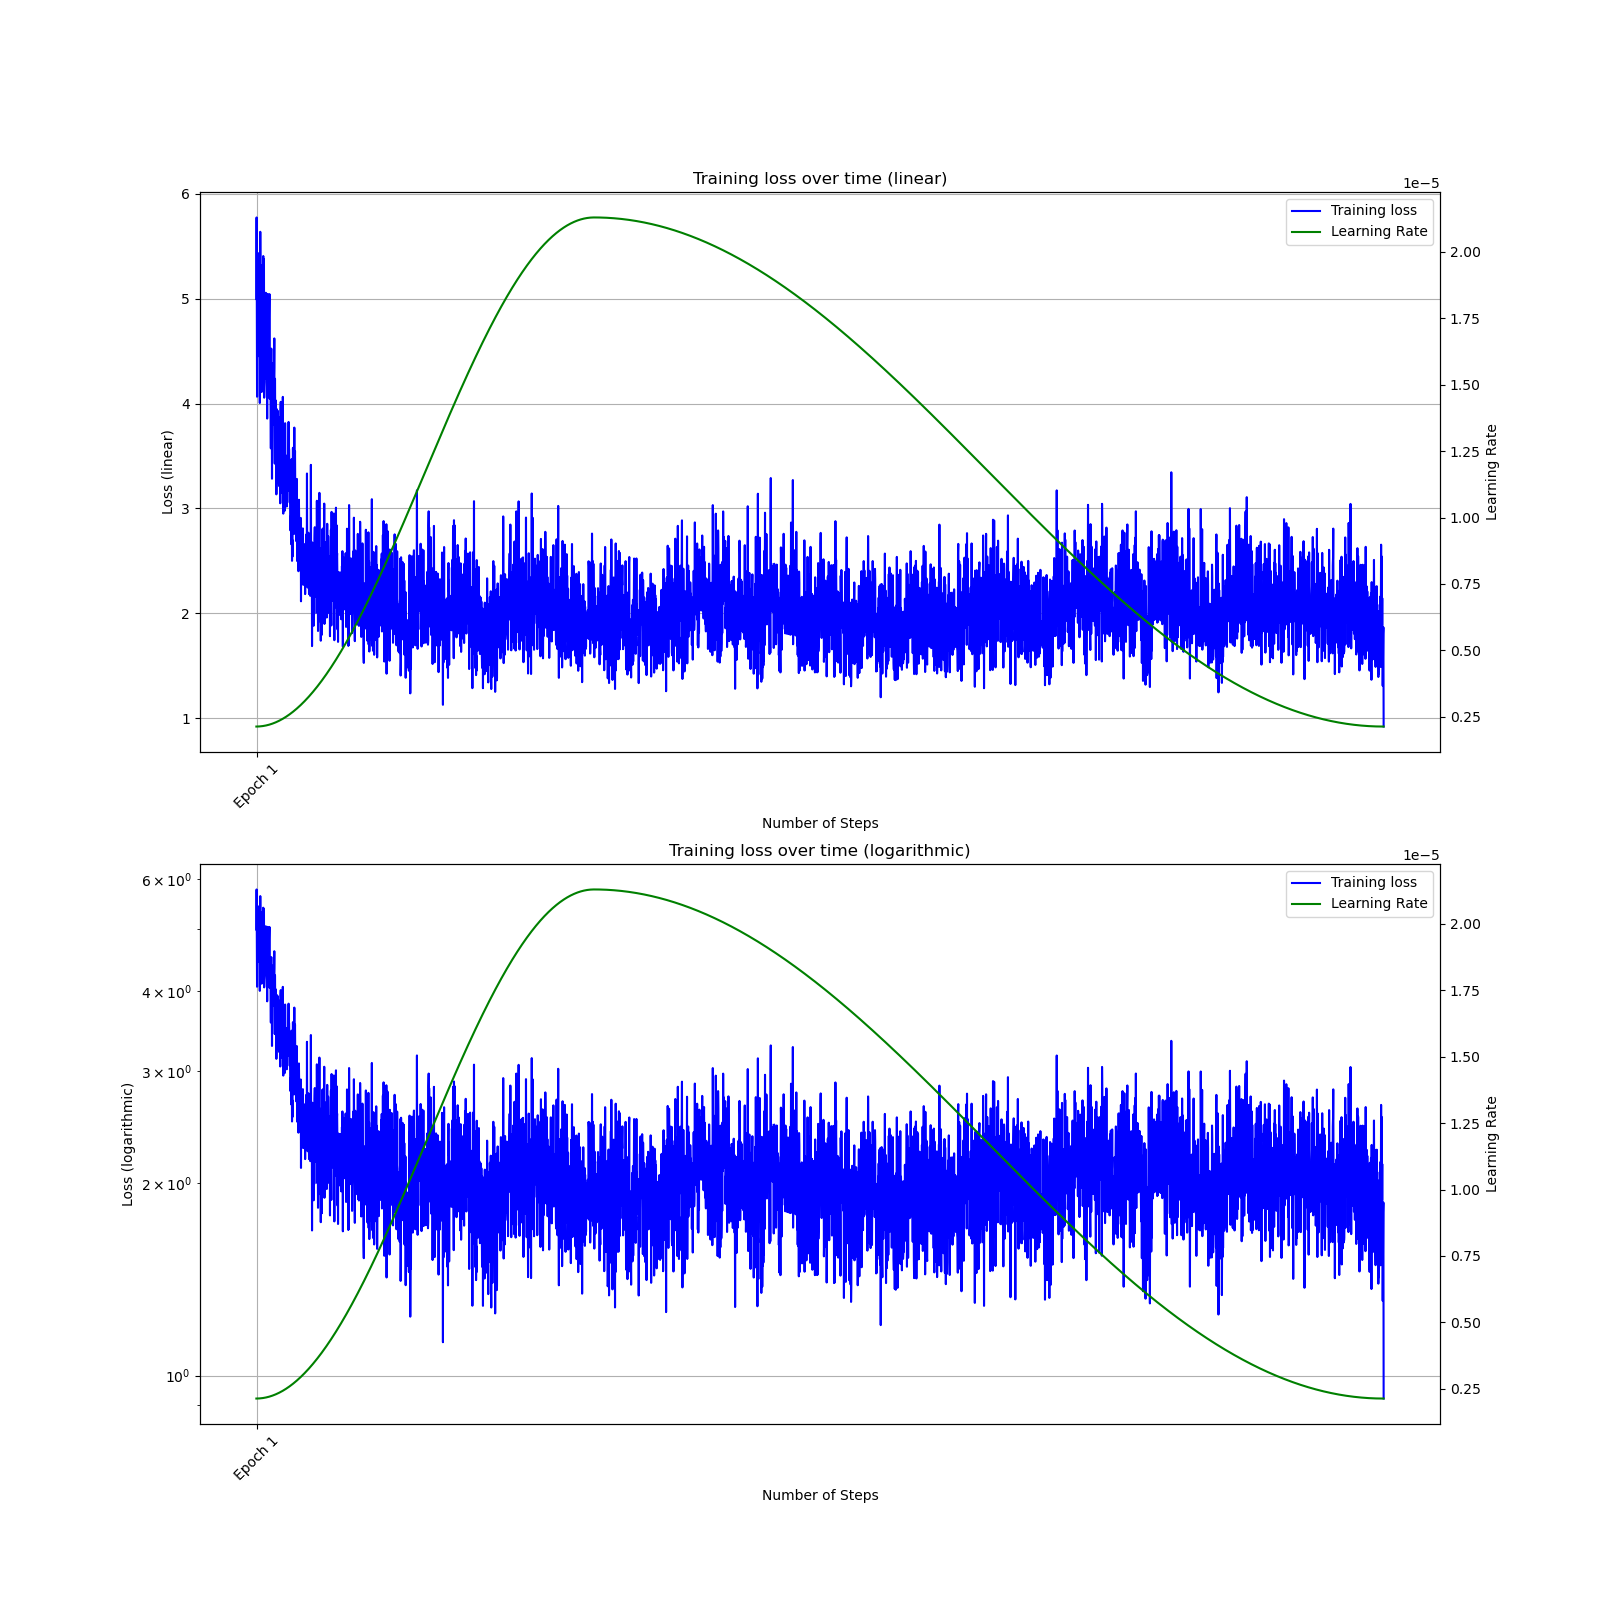 Training loss over time (linear)
1e−5
Training loss
Learning Rate
6
5
4
3
2
1
Loss (linear)
2.00
1.75
1.50
1.25
1.00
0.75
0.50
0.25
Learning Rate
Epoch 1
Number of Steps
Training loss over time (logarithmic)
1e−5
Training loss
Learning Rate
6 × 10⁰
4 × 10⁰
3 × 10⁰
2 × 10⁰
10⁰
Loss (logarithmic)
2.00
1.75
1.50
1.25
1.00
0.75
0.50
0.25
Learning Rate
Epoch 1
Number of Steps